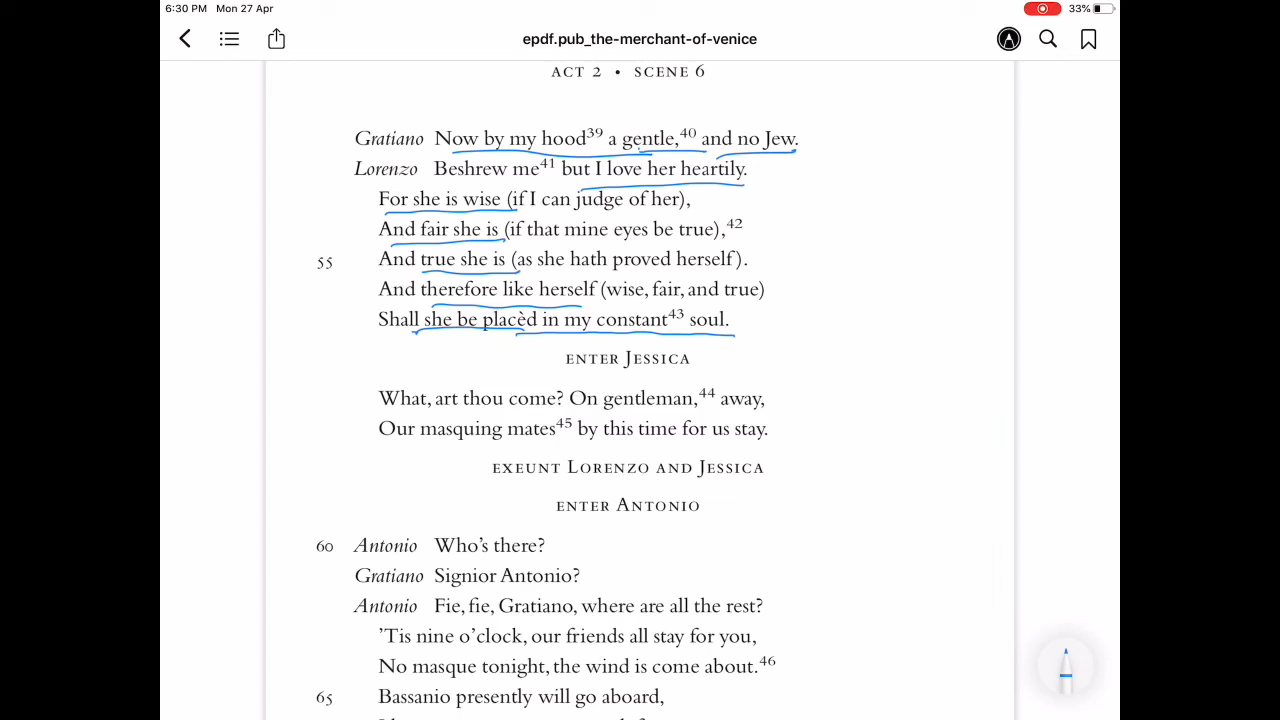 6:30 PM Mon 27 Apr 33%
epdf.pub_the-merchant-of-venice
ACT 2 • SCENE 6
Gratiano Now by my hood39 a gentle,40 and no Jew.
Lorenzo Beshrew me41 but I love her heartily.
For she is wise (if I can judge of her),
And fair she is (if that mine eyes be true),42
55 And true she is (as she hath proved herself).
And therefore like herself (wise, fair, and true)
Shall she be placèd in my constant43 soul.
ENTER JESSICA
What, art thou come? On gentleman,44 away,
Our masquing mates45 by this time for us stay.
EXEUNT LORENZO AND JESSICA
ENTER ANTONIO
60 Antonio Who's there?
Gratiano Signior Antonio?
Antonio Fie, fie, Gratiano, where are all the rest?
'Tis nine o'clock, our friends all stay for you,
No masque tonight, the wind is come about.46
65 Bassanio presently will go aboard,